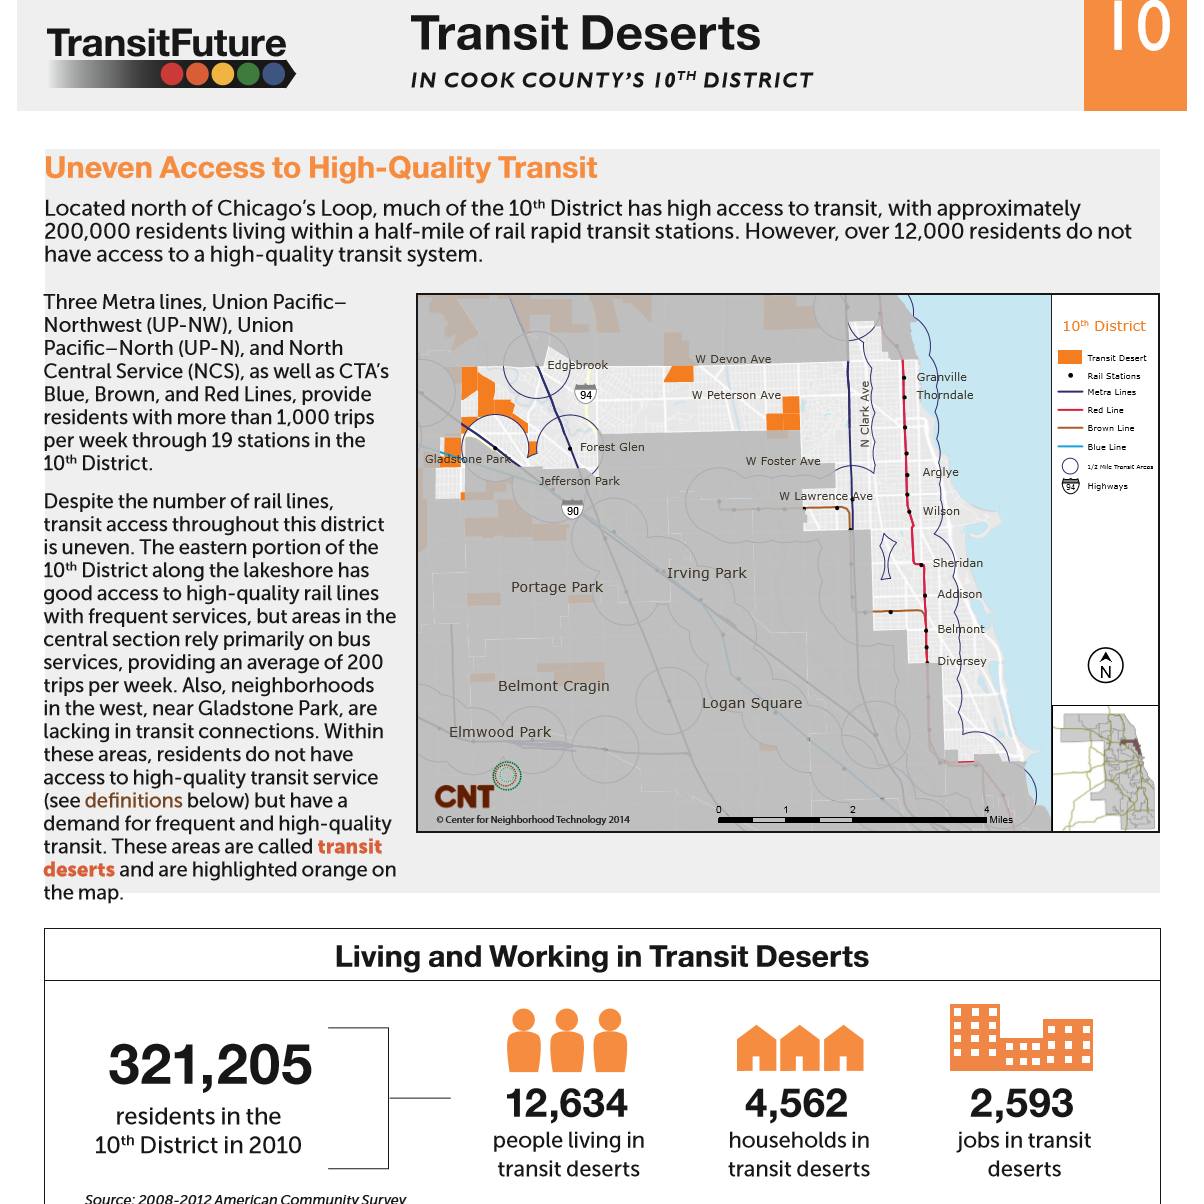 TransitFuture
Transit Deserts
IN COOK COUNTY'S 10TH DISTRICT
10
Uneven Access to High-Quality Transit
Located north of Chicago's Loop, much of the 10th District has high access to transit, with approximately
200,000 residents living within a half-mile of rail rapid transit stations. However, over 12,000 residents do not
have access to a high-quality transit system.
Three Metra lines, Union Pacific–
Northwest (UP-NW), Union
Pacific–North (UP-N), and North
Central Service (NCS), as well as CTA's
Blue, Brown, and Red Lines, provide
residents with more than 1,000 trips
per week through 19 stations in the
10th District.
Despite the number of rail lines,
transit access throughout this district
is uneven. The eastern portion of the
10th District along the lakeshore has
good access to high-quality rail lines
with frequent services, but areas in the
central section rely primarily on bus
services, providing an average of 200
trips per week. Also, neighborhoods
in the west, near Gladstone Park, are
lacking in transit connections. Within
these areas, residents do not have
access to high-quality transit service
(see definitions below) but have a
demand for frequent and high-quality
transit. These areas are called transit
deserts and are highlighted orange on
the map.
Edgebrook
W Devon Ave
94
W Peterson Ave
N Clark Ave
Granville
Thorndale
Forest Glen
Gladstone Park
W Foster Ave
Jefferson Park
Arglye
W Lawrence Ave
90
Wilson
Sheridan
Irving Park
Portage Park
Addison
Belmont
Diversey
Belmont Cragin
Logan Square
Elmwood Park
CNT
© Center for Neighborhood Technology 2014
0 1 2 4
Miles
10th District
Transit Desert
Rail Stations
Metra Lines
Red Line
Brown Line
Blue Line
1/2 Mile Transit Areas
94 Highways
N
Living and Working in Transit Deserts
321,205
residents in the
10th District in 2010
12,634
people living in
transit deserts
4,562
households in
transit deserts
2,593
jobs in transit
deserts
Source: 2008-2012 American Community Survey